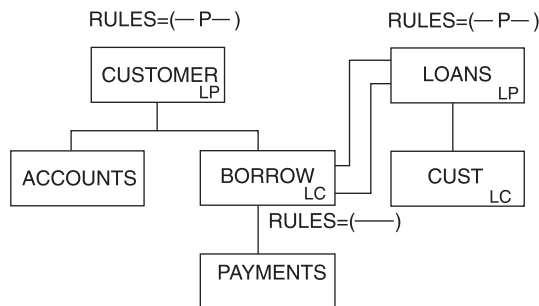 RULES=(— P— )
RULES=(— P— )
CUSTOMER
LP
LOANS
LP
ACCOUNTS
BORROW
LC
CUST
LC
RULES=(——)
PAYMENTS